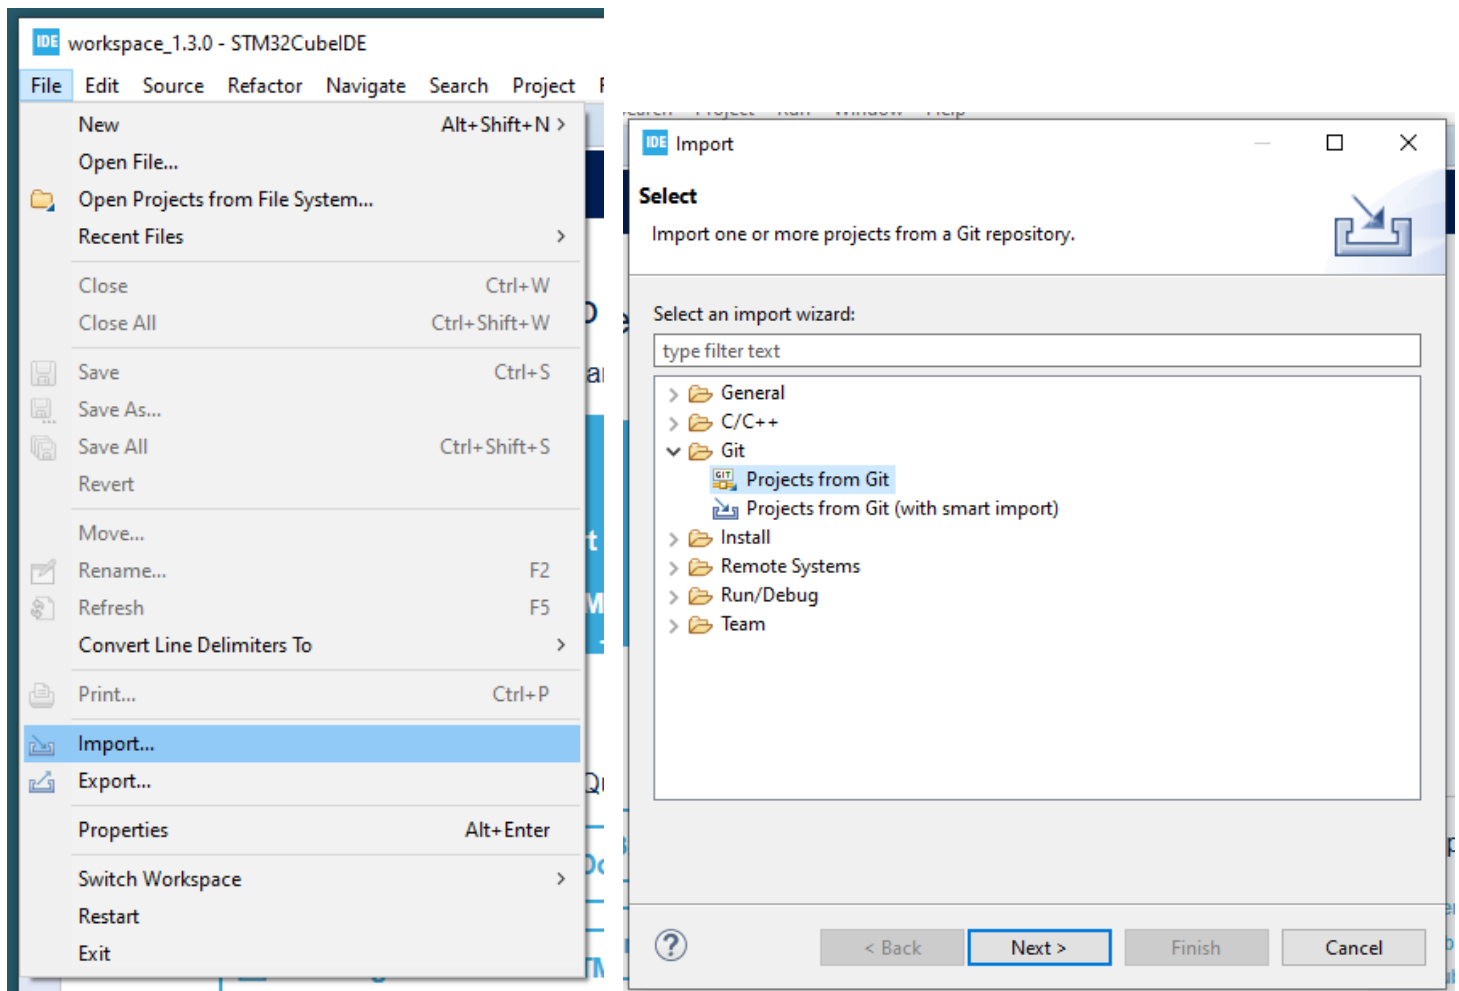 IDE workspace_1.3.0 - STM32CubeIDE
File Edit Source Refactor Navigate Search Project
New Alt+Shift+N >
Open File...
Open Projects from File System...
Recent Files >
Close Ctrl+W
Close All Ctrl+Shift+W
Save Ctrl+S
Save As...
Save All Ctrl+Shift+S
Revert
Move...
Rename... F2
Refresh F5
Convert Line Delimiters To >
Print... Ctrl+P
Import...
Export...
Properties Alt+Enter
Switch Workspace >
Restart
Exit
IDE Import
Select
Import one or more projects from a Git repository.
Select an import wizard:
type filter text
General
C/C++
Git
GIT Projects from Git
Projects from Git (with smart import)
Install
Remote Systems
Run/Debug
Team
? < Back Next > Finish Cancel